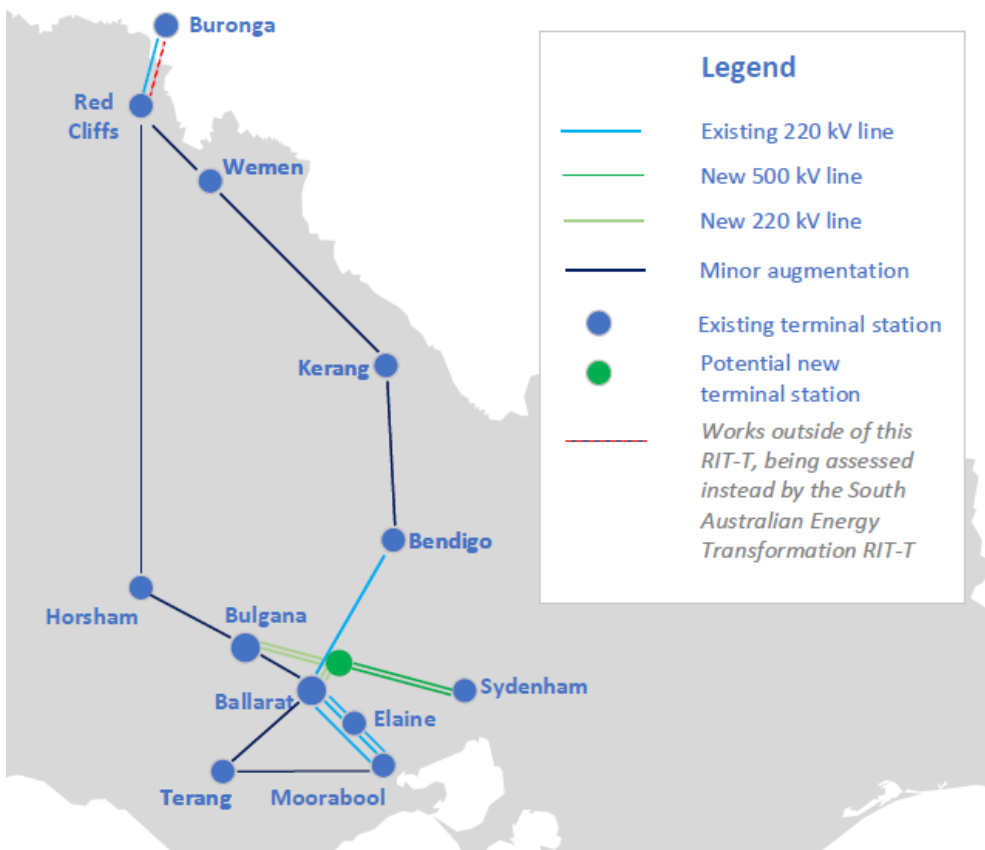 Buronga
Red
Cliffs
Wemen
Kerang
Bendigo
Horsham
Bulgana
Ballarat
Sydenham
Elaine
Terang
Moorabool
Legend
Existing 220 kV line
New 500 kV line
New 220 kV line
Minor augmentation
Existing terminal station
Potential new
terminal station
Works outside of this
RIT-T, being assessed
instead by the South
Australian Energy
Transformation RIT-T